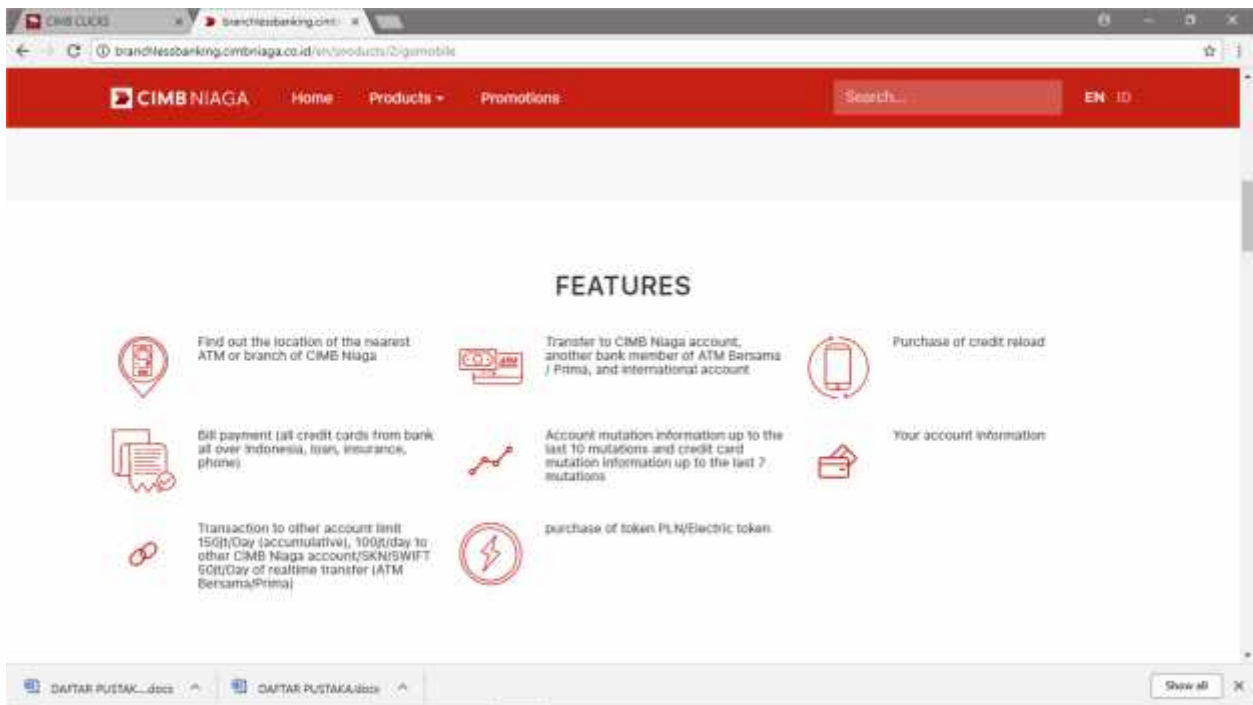 CIMB CLICKS
branchlessbanking.cimb
branchlessbanking.cimbniaga.co.id/en/products/2/gomobile
CIMB NIAGA
Home
Products
Promotions
Search...
EN ID
FEATURES
Find out the location of the nearest
ATM or branch of CIMB Niaga
Transfer to CIMB Niaga account,
another bank member of ATM Bersama
/ Prima, and international account
Purchase of credit reload
Bill payment (all credit cards from bank
all over Indonesia, loan, insurance,
phone)
Account mutation information up to the
last 10 mutations and credit card
mutation information up to the last 7
mutations
Your account information
Transaction to other account limit
150jt/Day (accumulative), 100jt/day to
other CIMB Niaga account/SKN/SWIFT
50jt/Day of realtime transfer (ATM
Bersama/Prima)
purchase of token PLN/Electric token
DAFTAR PUSTAK....docx
DAFTAR PUSTAKA.docx
Show all